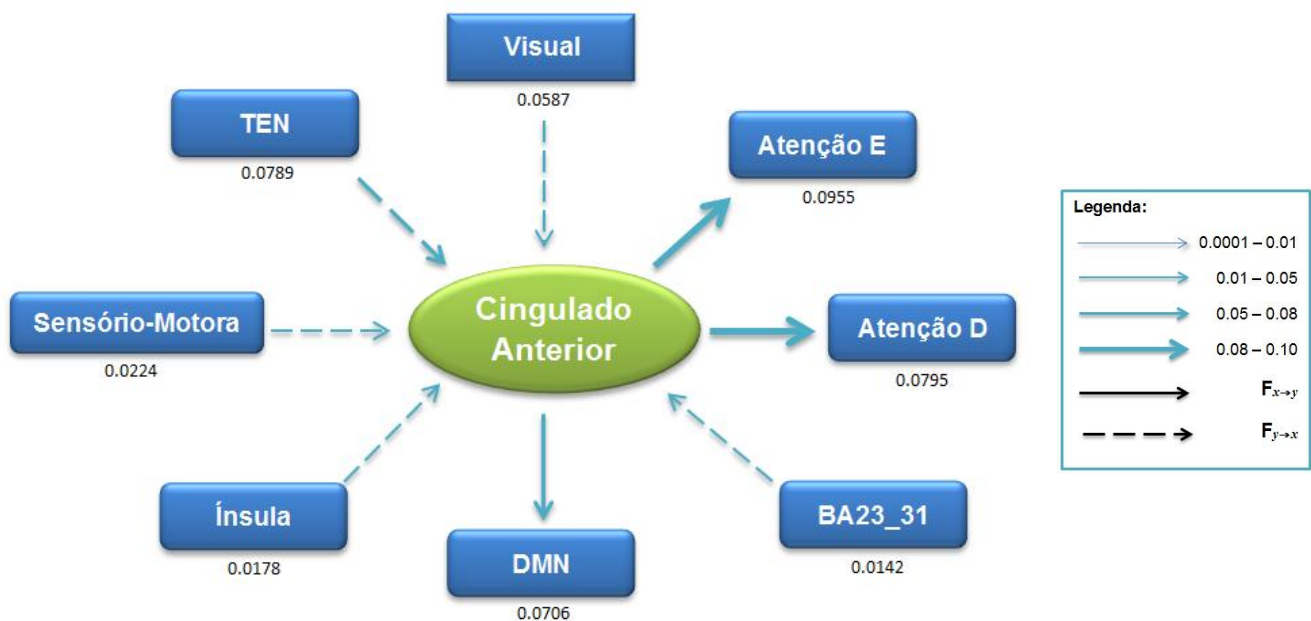 Visual
0.0587
TEN
0.0789
Atenção E
0.0955
Sensório-Motora
0.0224
Cingulado
Anterior
Atenção D
0.0795
Ínsula
0.0178
DMN
0.0706
BA23_31
0.0142
Legenda:
0.0001 – 0.01
0.01 – 0.05
0.05 – 0.08
0.08 – 0.10
Fx→y
Fy→x